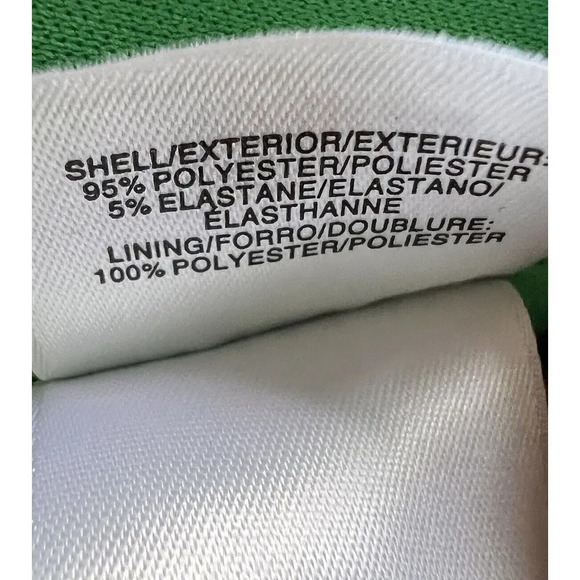 SHELL/EXTERIOR/EXTERIEUR:
95% POLYESTER/POLIESTER
5% ELASTANE/ELASTANO/
ÉLASTHANNE
LINING/FORRO/DOUBLURE:
100% POLYESTER/POLIESTER